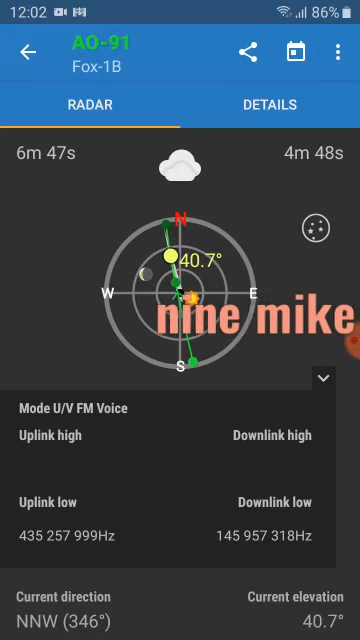 12:02 86%
AO-91
Fox-1B
RADAR DETAILS
6m 47s 4m 48s
N
40.7°
W E
nine mike
S
Mode U/V FM Voice
Uplink high Downlink high
Uplink low Downlink low
435 257 999Hz 145 957 318Hz
Current direction Current elevation
NNW (346°) 40.7°